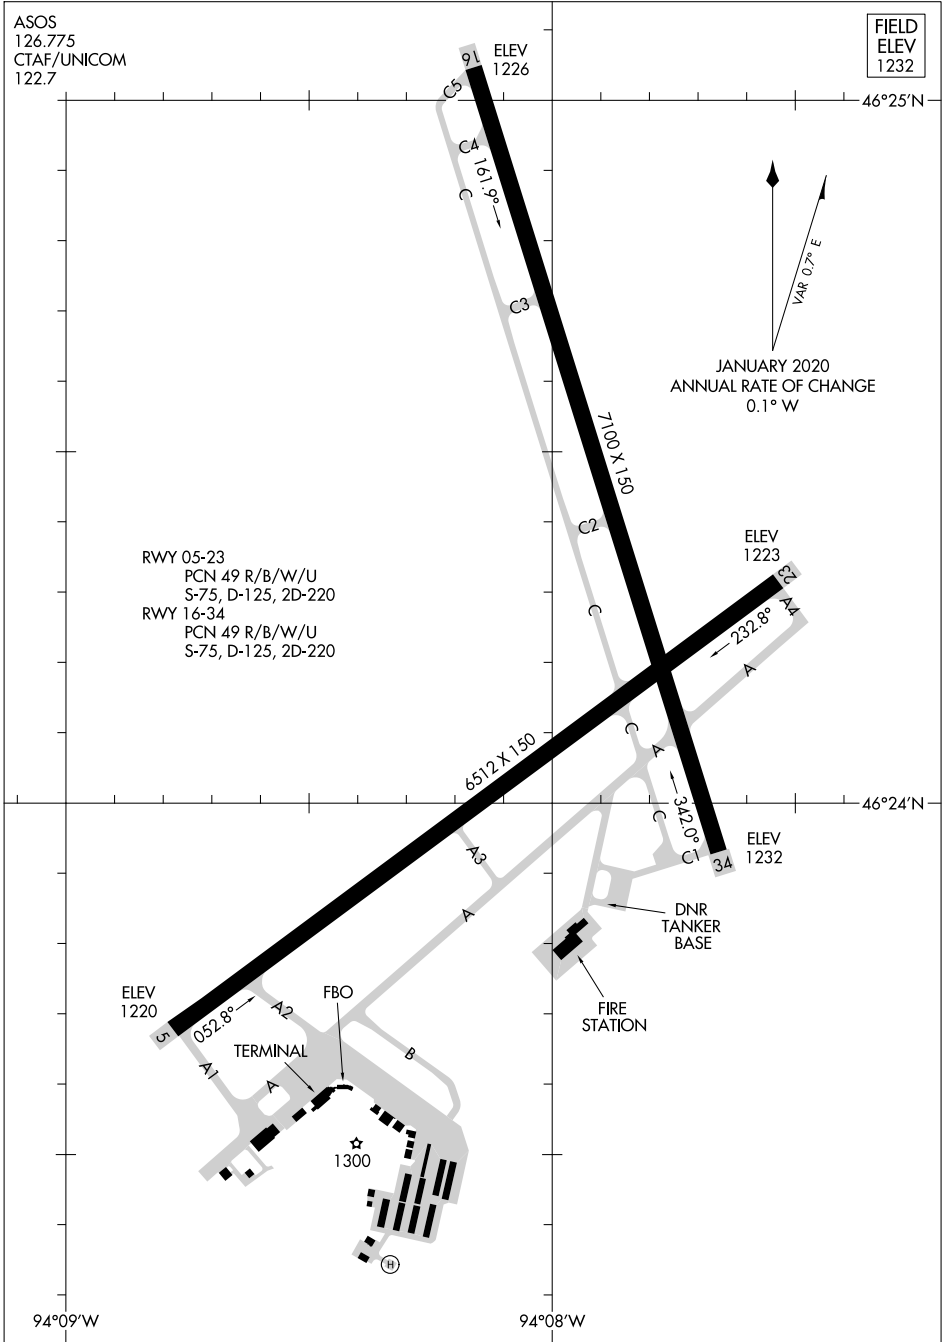 ASOS
126.775
CTAF/UNICOM
122.7
FIELD
ELEV
1232
16
ELEV
1226
46°25'N
C5
C4
161.9°
C
C3
VAR 0.7° E
JANUARY 2020
ANNUAL RATE OF CHANGE
0.1° W
7100 X 150
C2
ELEV
1223
23
A4
RWY 05-23
PCN 49 R/B/W/U
S-75, D-125, 2D-220
RWY 16-34
PCN 49 R/B/W/U
S-75, D-125, 2D-220
C
232.8°
A
C
A
6512 X 150
46°24'N
342.0°
C
C1
34
ELEV
1232
A3
A
DNR
TANKER
BASE
FIRE
STATION
ELEV
1220
5
052.8°
A2
FBO
TERMINAL
A1
A
B
1300
H
94°09'W
94°08'W